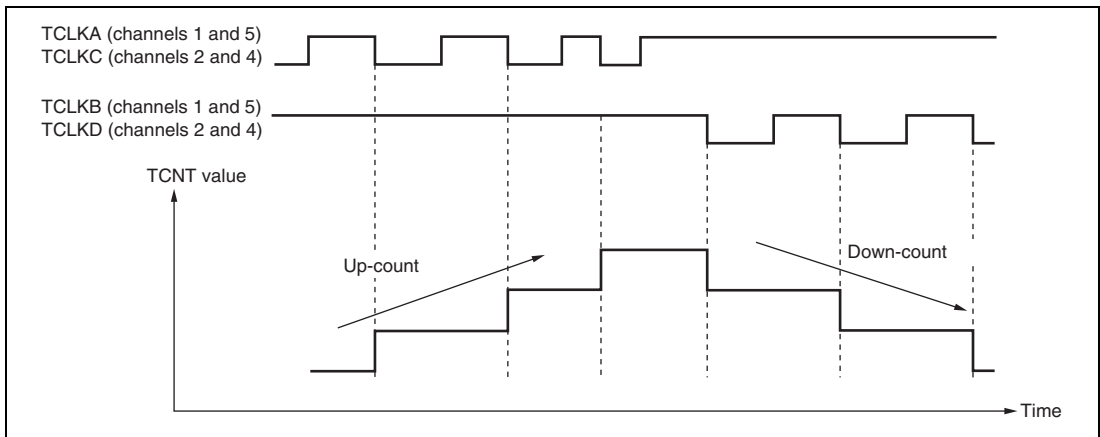 TCLKA (channels 1 and 5)
TCLKC (channels 2 and 4)
TCLKB (channels 1 and 5)
TCLKD (channels 2 and 4)
TCNT value
Up-count
Down-count
Time